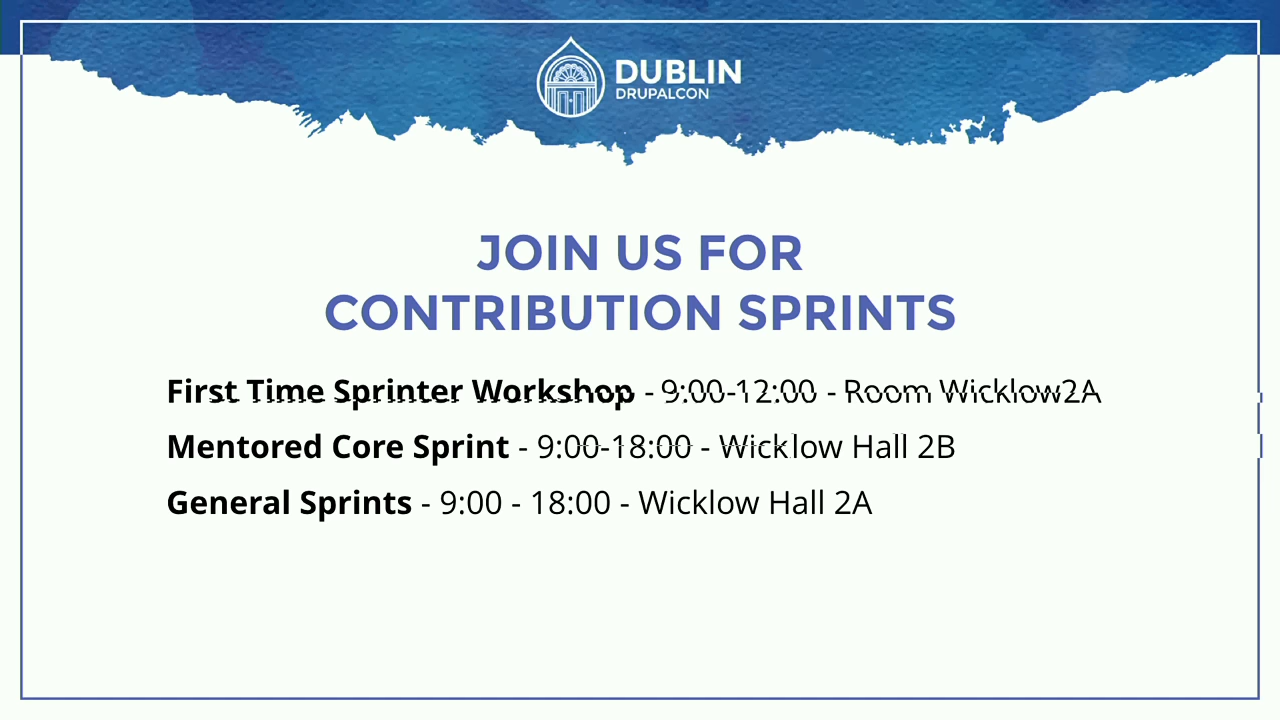 DUBLIN
DRUPALCON
JOIN US FOR
CONTRIBUTION SPRINTS
First Time Sprinter Workshop - 9:00-12:00 - Room Wicklow2A
Mentored Core Sprint - 9:00-18:00 - Wicklow Hall 2B
General Sprints - 9:00 - 18:00 - Wicklow Hall 2A